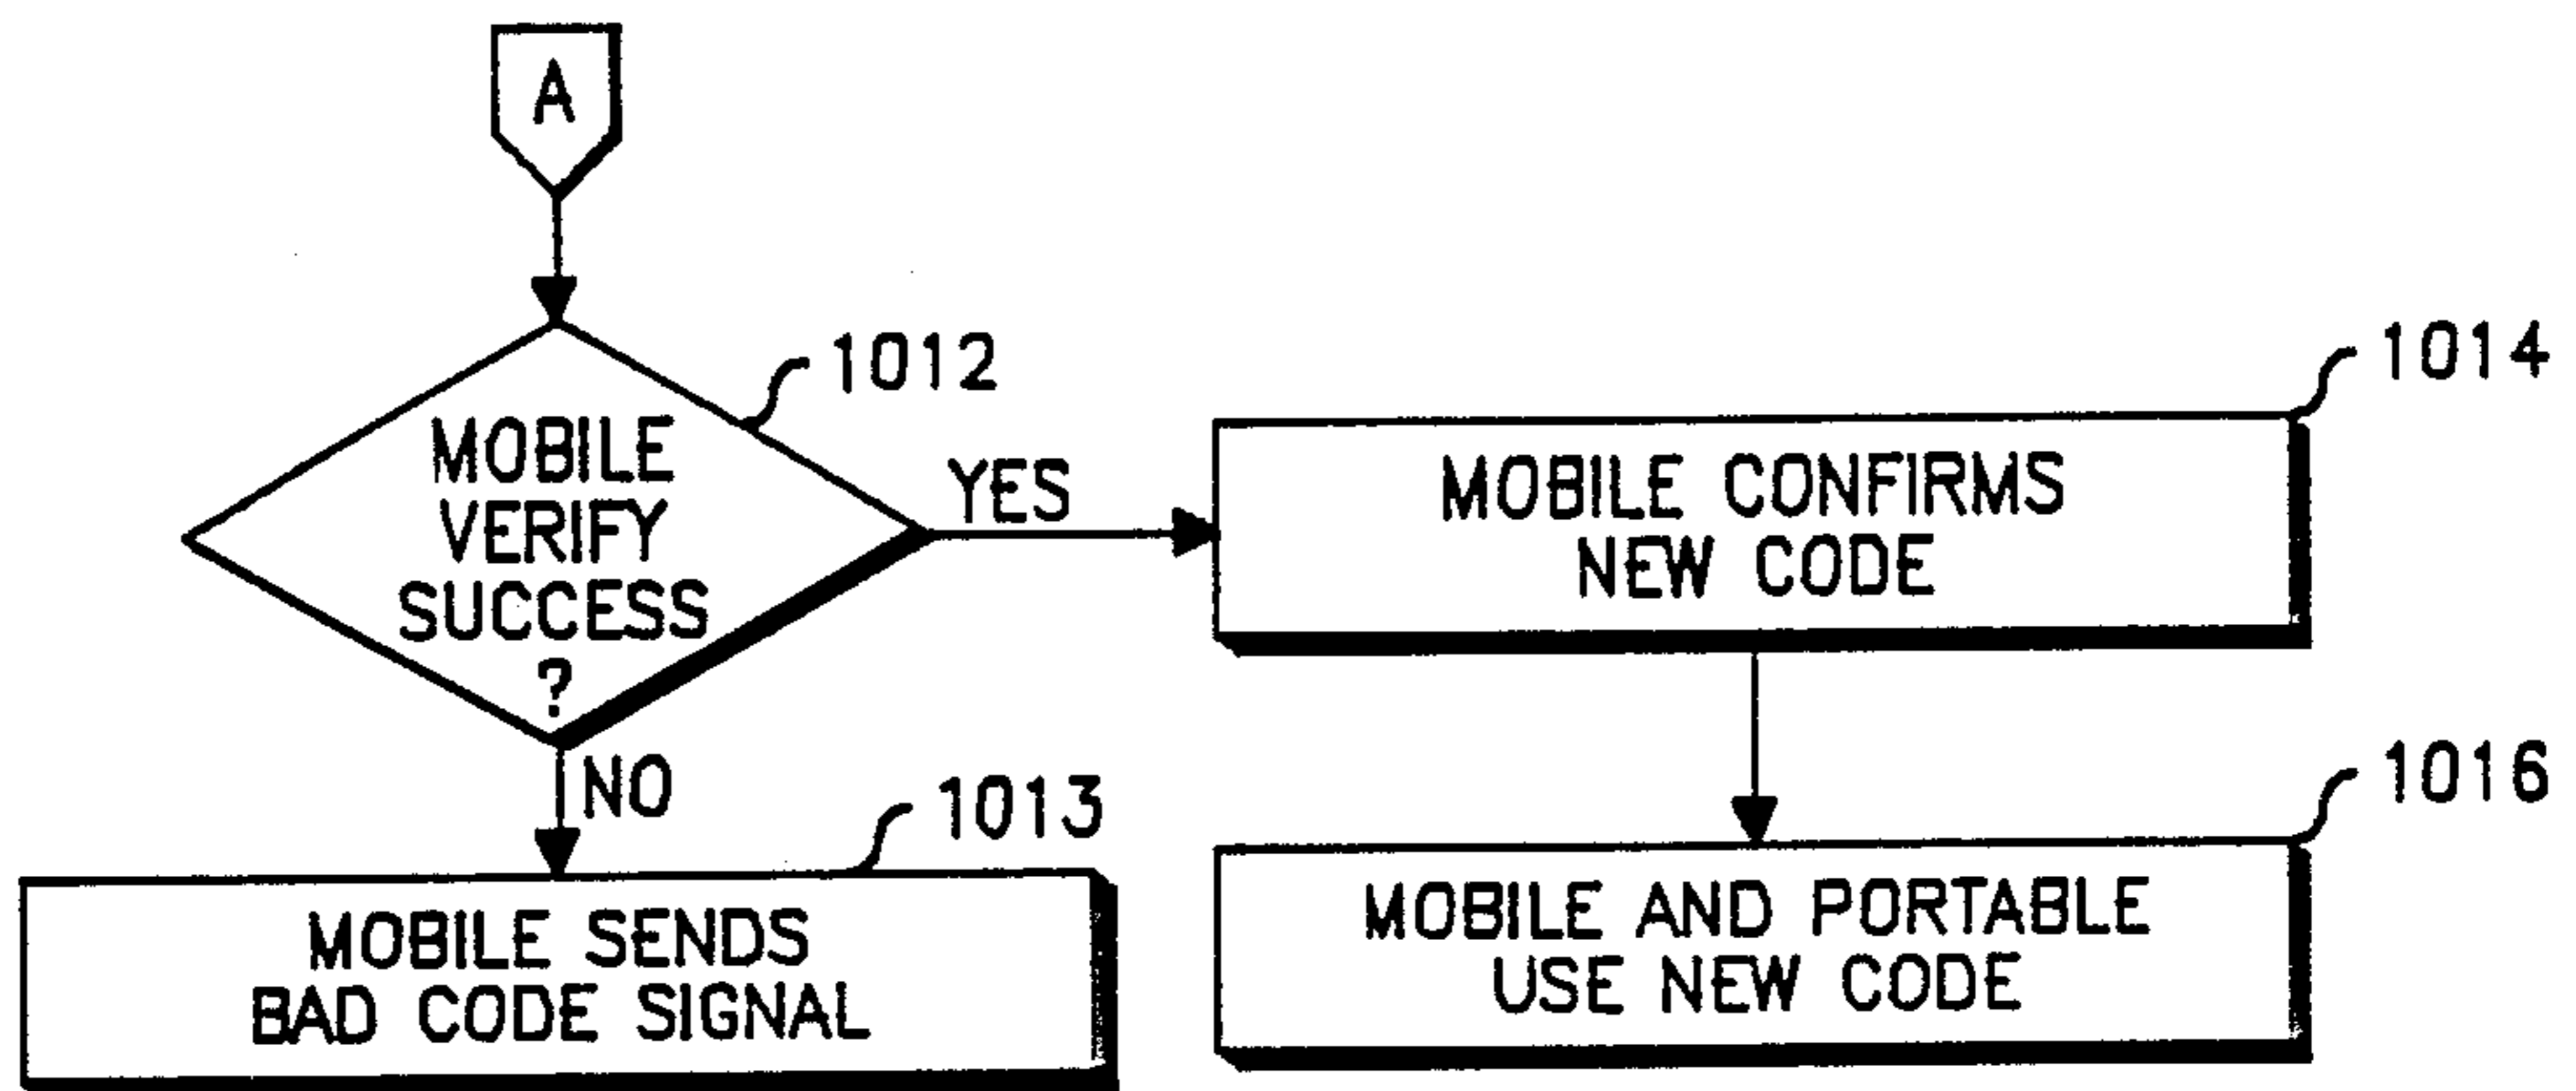 A
1012
MOBILE
VERIFY
SUCCESS
?
YES
1014
MOBILE CONFIRMS
NEW CODE
NO
1013
MOBILE SENDS
BAD CODE SIGNAL
1016
MOBILE AND PORTABLE
USE NEW CODE